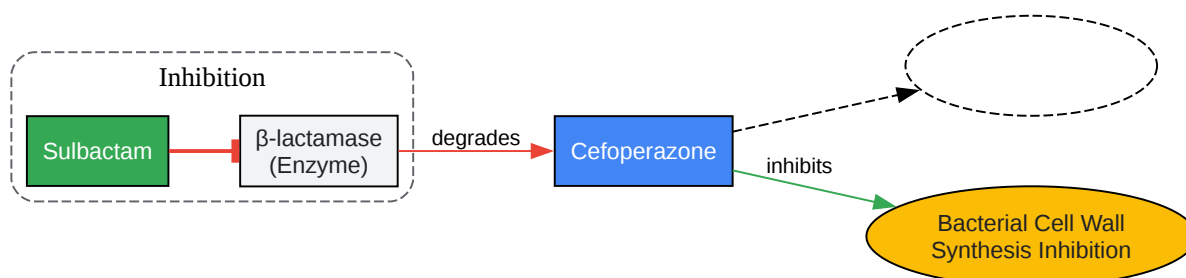 Inhibition
Sulbactam
β-lactamase
(Enzyme)
degrades
Cefoperazone
inhibits
Bacterial Cell Wall
Synthesis Inhibition